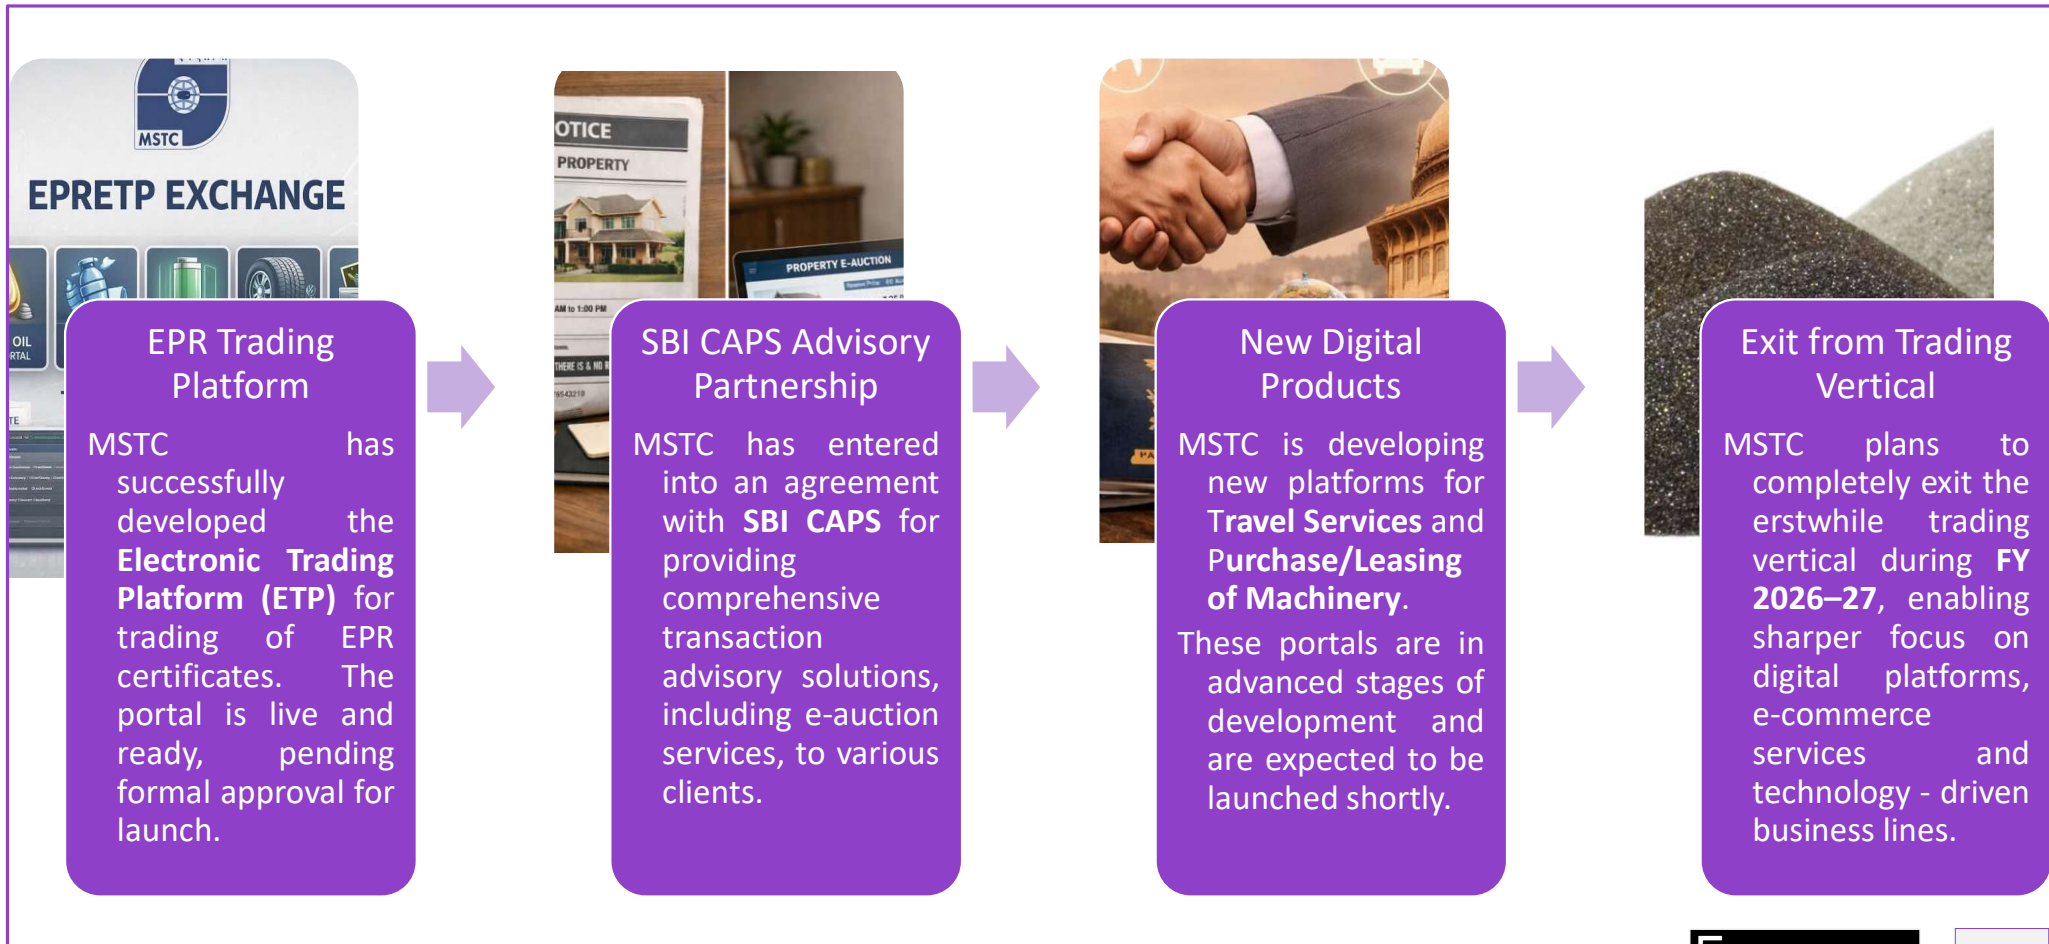 MSTC
EPRETP EXCHANGE
OIL
EPR Trading
Platform
MSTC has
successfully
developed the
Electronic Trading
Platform (ETP) for
trading of EPR
certificates. The
portal is live and
ready, pending
formal approval for
launch.
OTICE
PROPERTY
AM to 1:00 PM
PROPERTY E-AUCTION
SBI CAPS Advisory
Partnership
MSTC has entered
into an agreement
with SBI CAPS for
providing
comprehensive
transaction
advisory solutions,
including e-auction
services, to various
clients.
New Digital
Products
MSTC is developing
new platforms for
Travel Services and
Purchase/Leasing
of Machinery.
These portals are in
advanced stages of
development and
are expected to be
launched shortly.
Exit from Trading
Vertical
MSTC plans to
completely exit the
erstwhile trading
vertical during FY
2026–27, enabling
sharper focus on
digital platforms,
e-commerce
services and
technology - driven
business lines.